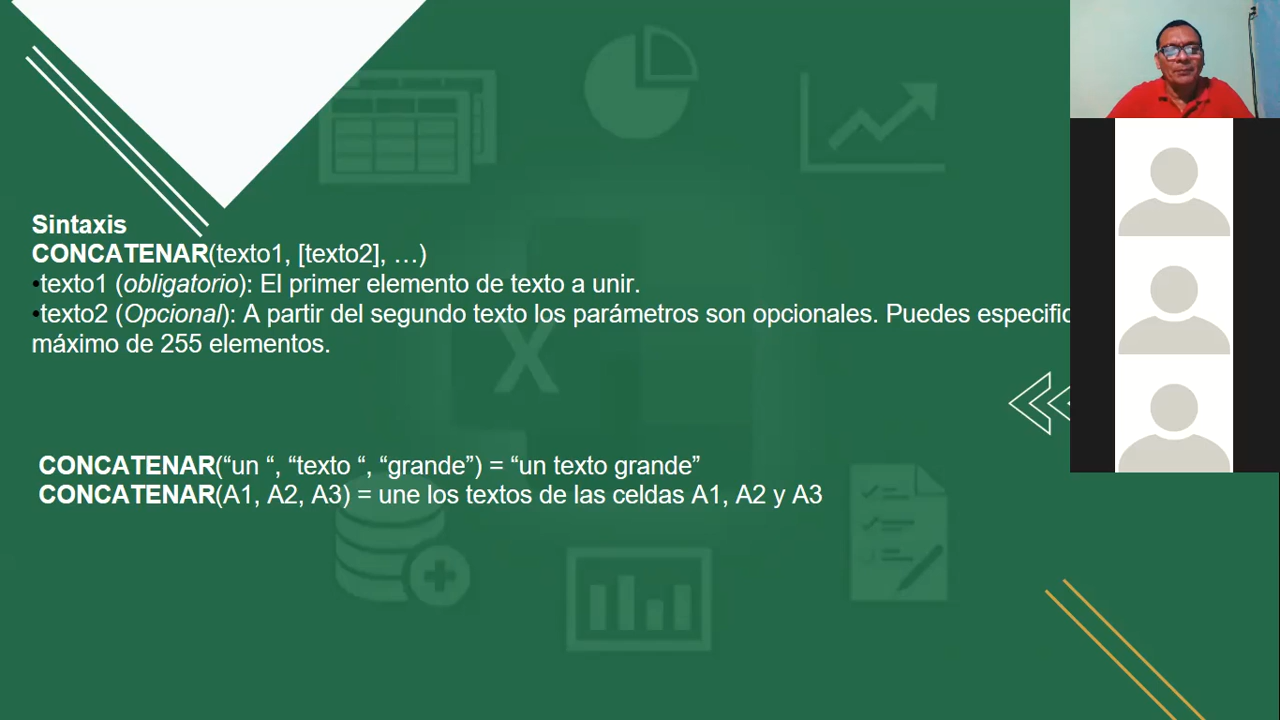 Sintaxis
CONCATENAR(texto1, [texto2], …)
•texto1 (obligatorio): El primer elemento de texto a unir.
•texto2 (Opcional): A partir del segundo texto los parámetros son opcionales. Puedes
máximo de 255 elementos.
CONCATENAR(“un “, “texto “, “grande”) = “un texto grande”
CONCATENAR(A1, A2, A3) = une los textos de las celdas A1, A2 y A3
X